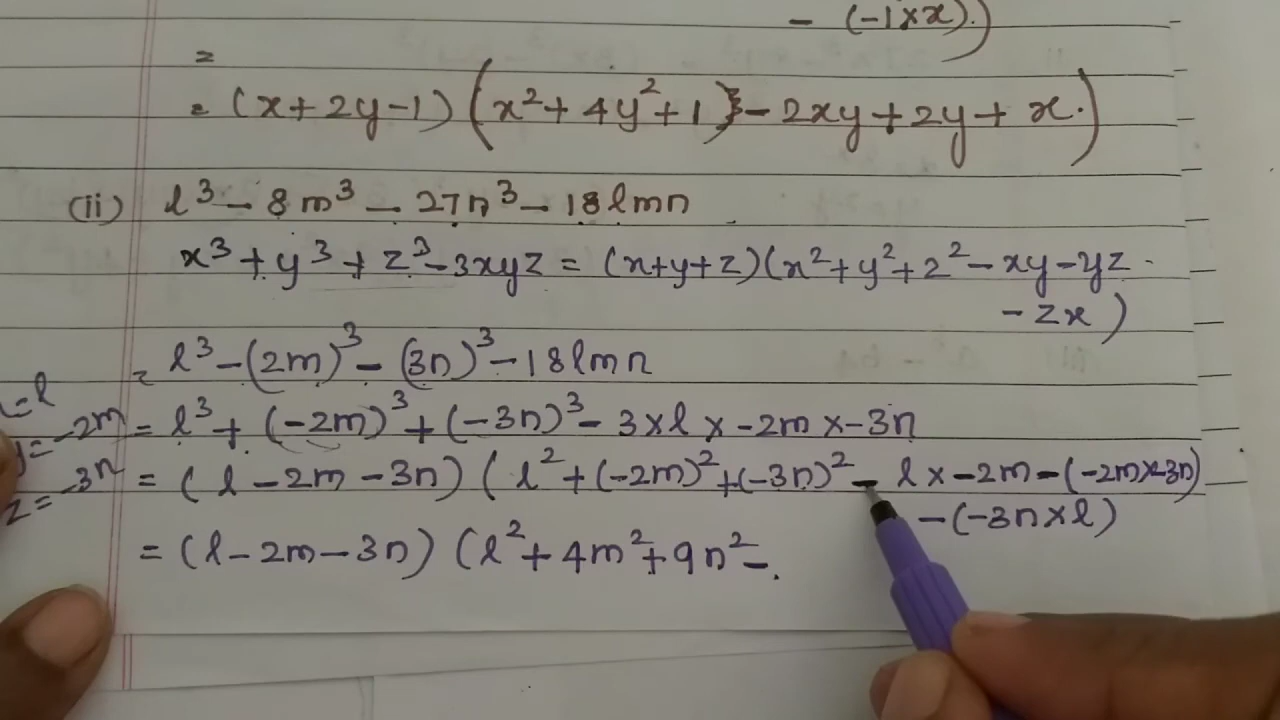 - (-1×x).)
=
= (x+2y-1) (x²+4y²+1 - 2xy+2y+ x.)
(ii) l³ - 8m³ - 27n³ - 18lmn
x³+y³+z³-3xyz = (x+y+z)(x²+y²+z²-xy-yz
- zx)
= l³-(2m)³-(3n)³-18lmn
=l
y=-2m = l³+(-2m)³+(-3n)³-3×l×-2m×-3n
z=-3n = (l-2m-3n)(l²+(-2m)²+(-3n)²- l×-2m-(-2m×-3n)
-(-3n×l)
= (l-2m-3n) (l²+4m²+9n²-